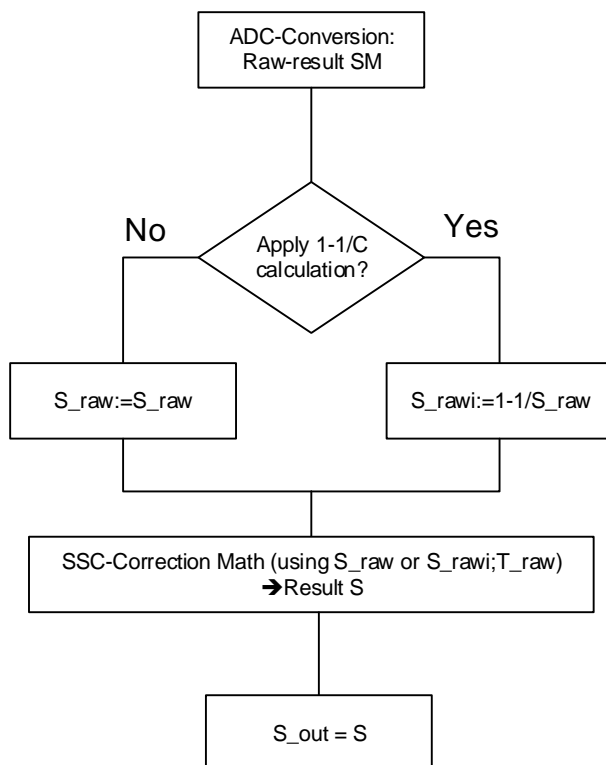 ADC-Conversion:
Raw-result SM
No
Yes
Apply 1-1/C
calculation?
S_raw:=S_raw
S_rawi:=1-1/S_raw
SSC-Correction Math (using S_raw or S_rawi;T_raw)
➔Result S
S_out = S